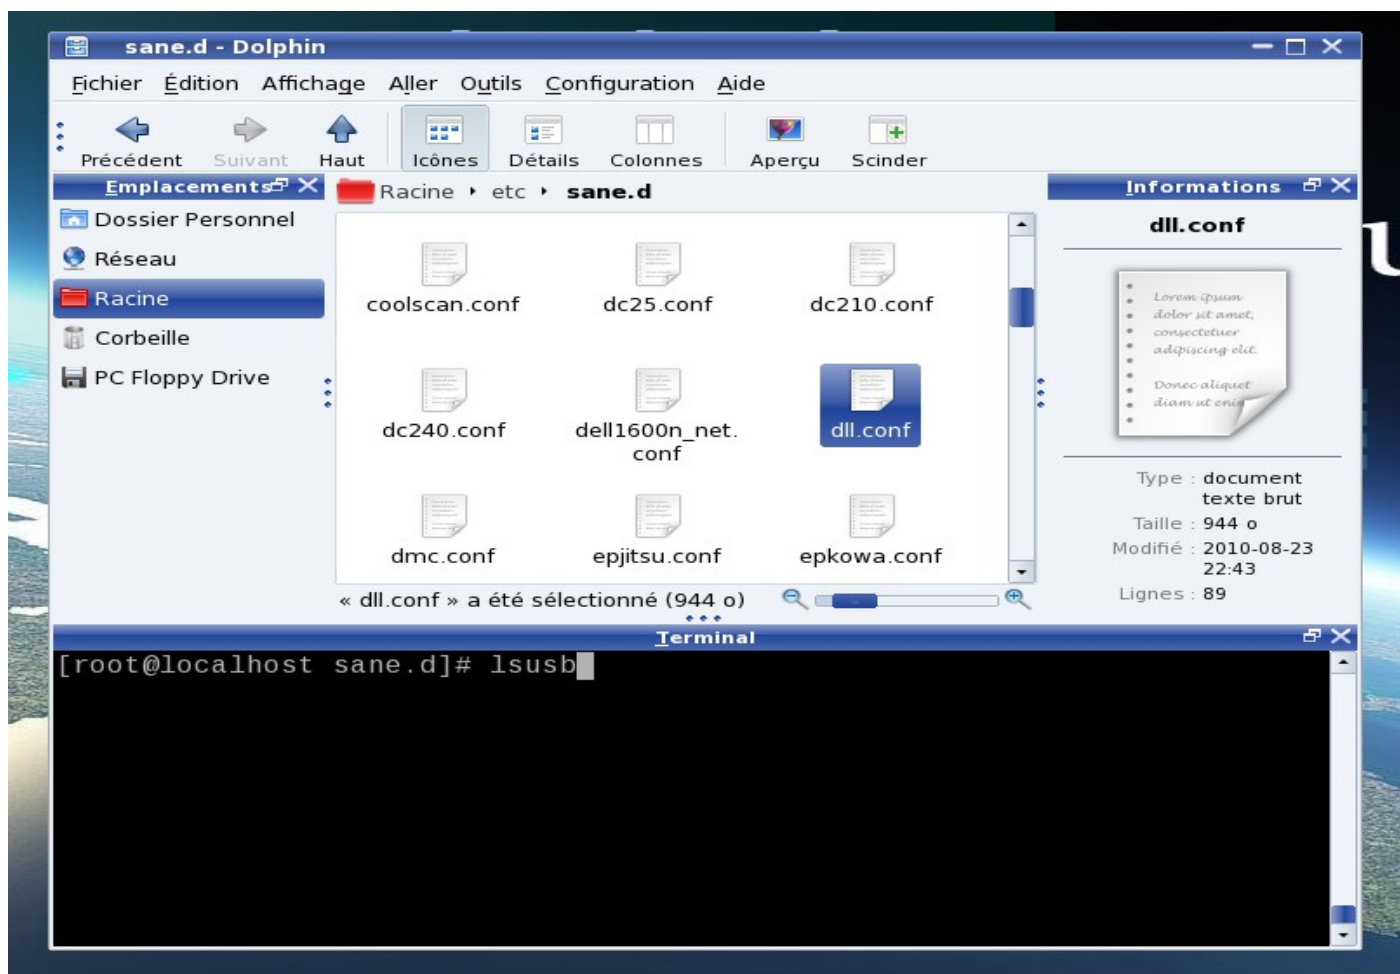 sane.d - Dolphin
Fichier Édition Affichage Aller Outils Configuration Aide
Précédent Suivant Haut Icônes Détails Colonnes Aperçu Scinder
Emplacements
Dossier Personnel
Réseau
Racine
Corbeille
PC Floppy Drive
Racine etc sane.d
coolscan.conf dc25.conf dc210.conf
dc240.conf dell1600n_net. dll.conf
conf
dmc.conf epjitsu.conf epkowa.conf
« dll.conf » a été sélectionné (944 o)
Informations
dll.conf
Lorem ipsum
dolor sit amet,
consectetuer
adipiscing elit.
Donec aliquet
diam ut
Type : document
texte brut
Taille : 944 o
Modifié : 2010-08-23
22:43
Lignes : 89
Terminal
[root@localhost sane.d]# lsusb